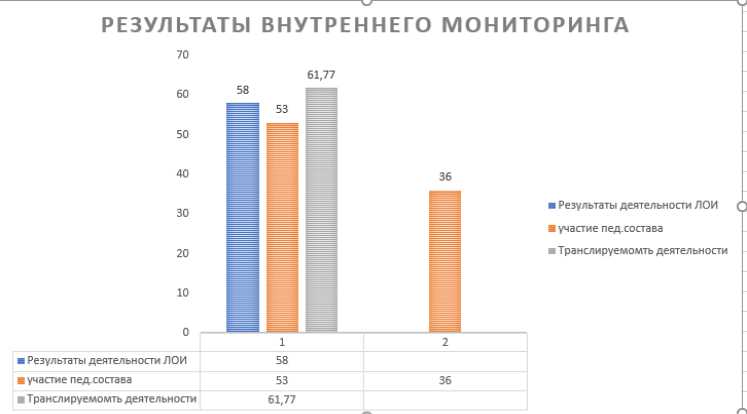 РЕЗУЛЬТАТЫ ВНУТРЕННЕГО МОНИТОРИНГА
70
60
50
40
30
20
10
0
58
53
61,77
36
1
2
Результаты деятельности ЛОИ
участие пед.состава
Транслируемомть деятельности
Результаты деятельности ЛОИ 58
участие пед.состава 53 36
Транслируемомть деятельности 61,77